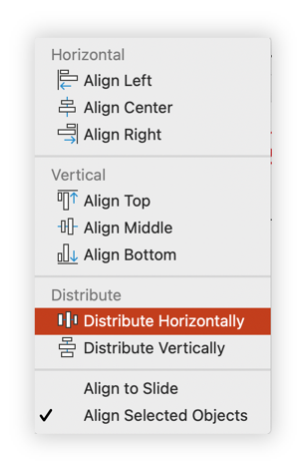 Horizontal
Align Left
Align Center
Align Right
Vertical
Align Top
Align Middle
Align Bottom
Distribute
Distribute Horizontally
Distribute Vertically
Align to Slide
Align Selected Objects